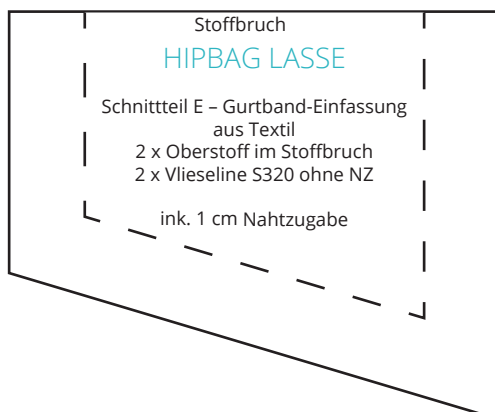 Stoffbruch
HIPBAG LASSE
Schnittteil E – Gurtband-Einfassung
aus Textil
2 x Oberstoff im Stoffbruch
2 x Vlieseline S320 ohne NZ
ink. 1 cm Nahtzugabe